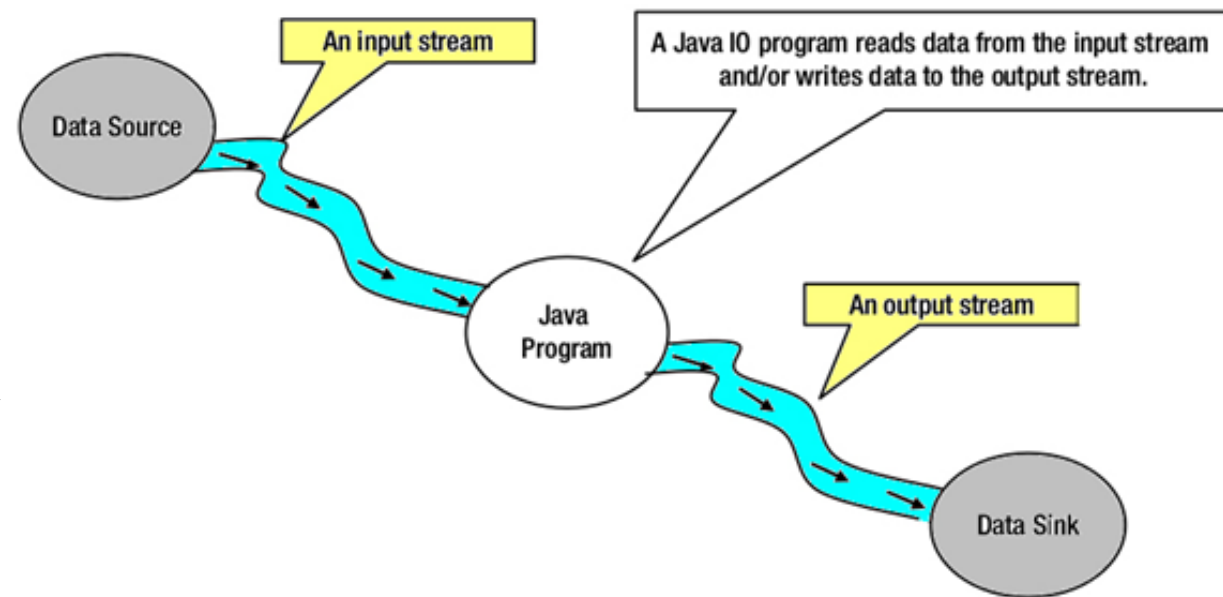 An input stream
A Java IO program reads data from the input stream
and/or writes data to the output stream.
Data Source
Java
Program
An output stream
Data Sink